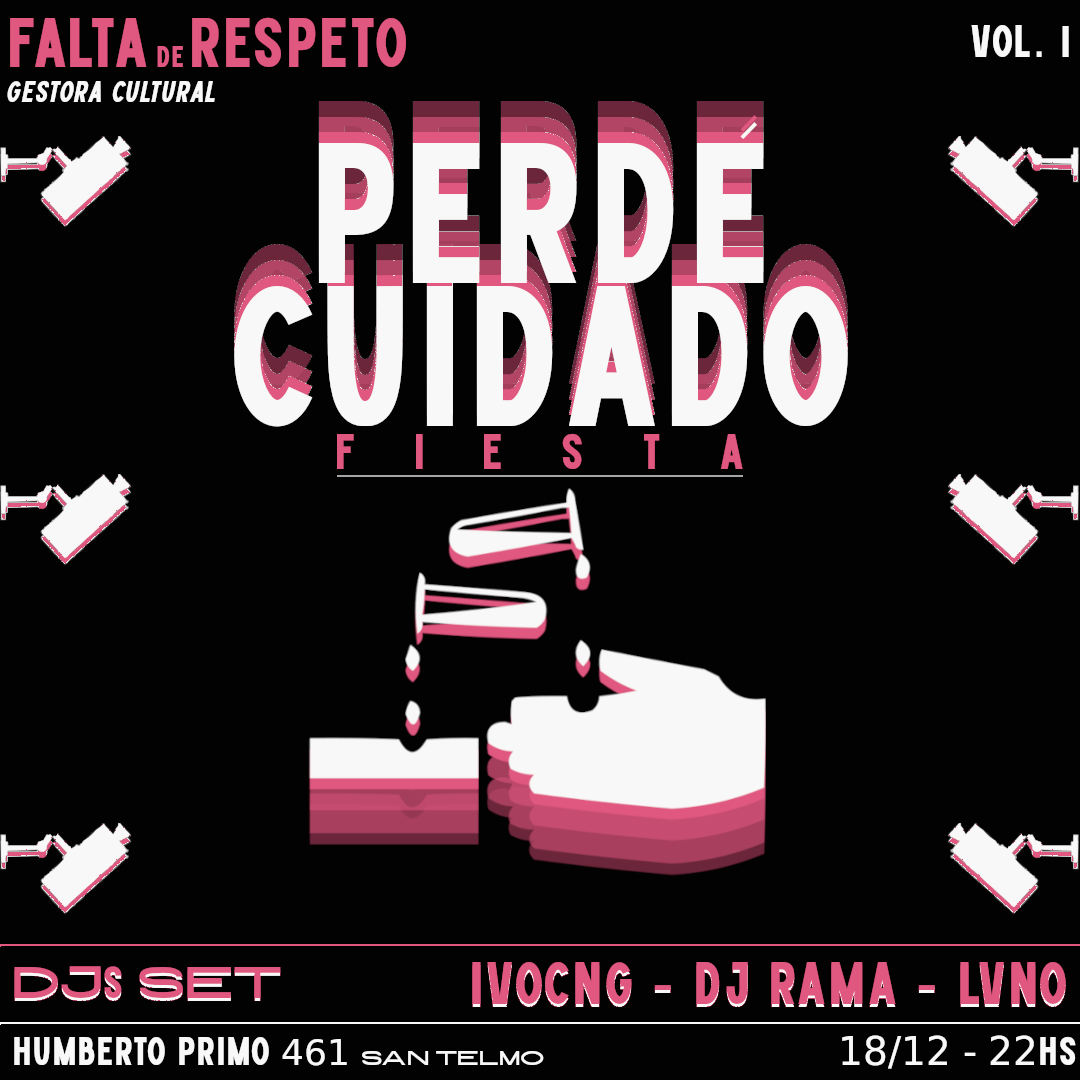 FALTA DE RESPETO
VOL. I
GESTORA CULTURAL
PERDÉ
CUIDADO
FIESTA
DJs SET
IVOCNG - DJ RAMA - LVNO
HUMBERTO PRIMO 461 SAN TELMO
18/12 - 22HS